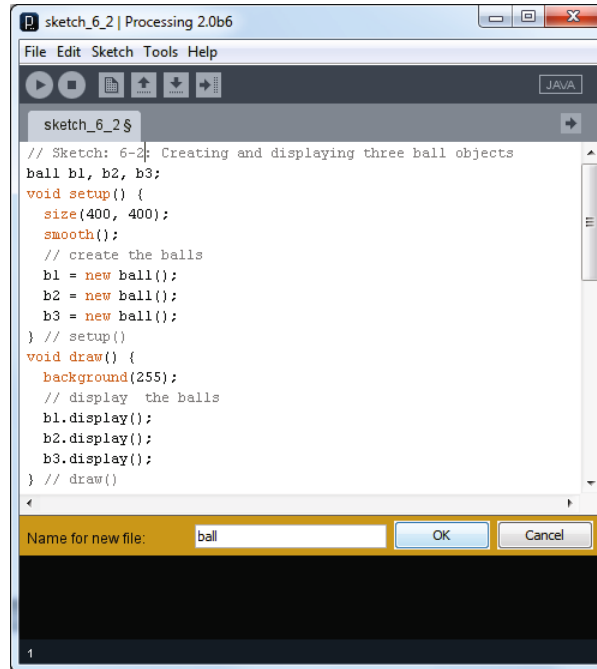 sketch_6_2 | Processing 2.0b6
File Edit Sketch Tools Help
JAVA
sketch_6_2 §
// Sketch: 6-2: Creating and displaying three ball objects
ball b1, b2, b3;
void setup() {
  size(400, 400);
  smooth();
  // create the balls
  b1 = new ball();
  b2 = new ball();
  b3 = new ball();
} // setup()
void draw() {
  background(255);
  // display  the balls
  b1.display();
  b2.display();
  b3.display();
} // draw()
Name for new file: ball OK Cancel
1